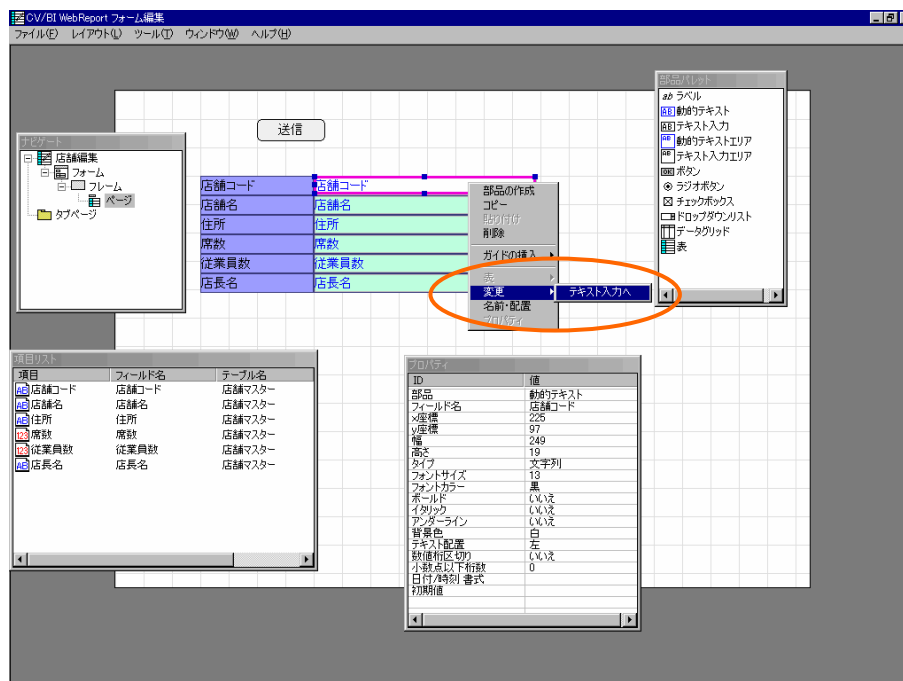 CV/BI WebReport フォーム編集
ファイル(F) レイアウト(L) ツール(T) ウィンドウ(W) ヘルプ(H)
部品パレット
ab ラベル
AB 動的テキスト
AB テキスト入力
AB 動的テキストエリア
AB テキスト入力エリア
OK ボタン
ラジオボタン
チェックボックス
ドロップダウンリスト
データグリッド
表
送信
ナビゲート
店舗編集
フォーム
フレーム
ページ
タブページ
店舗コード 店舗コード
店舗名 店舗名
住所 住所
席数 席数
従業員数 従業員数
店長名 店長名
部品の作成
コピー
貼り付け
削除
ガイドの挿入
表
変更 テキスト入力へ
名前・配置
プロパティ
項目リスト
項目 フィールド名 テーブル名
AB 店舗コード 店舗コード 店舗マスター
AB 店舗名 店舗名 店舗マスター
AB 住所 住所 店舗マスター
123 席数 席数 店舗マスター
123 従業員数 従業員数 店舗マスター
AB 店長名 店長名 店舗マスター
プロパティ
ID 値
部品 動的テキスト
フィールド名 店舗コード
x座標 225
y座標 97
幅 249
高さ 19
タイプ 文字列
フォントサイズ 13
フォントカラー 黒
ボールド いいえ
イタリック いいえ
アンダーライン いいえ
背景色 白
テキスト配置 左
数値桁区切り いいえ
小数点以下桁数 0
日付/時刻 書式
初期値